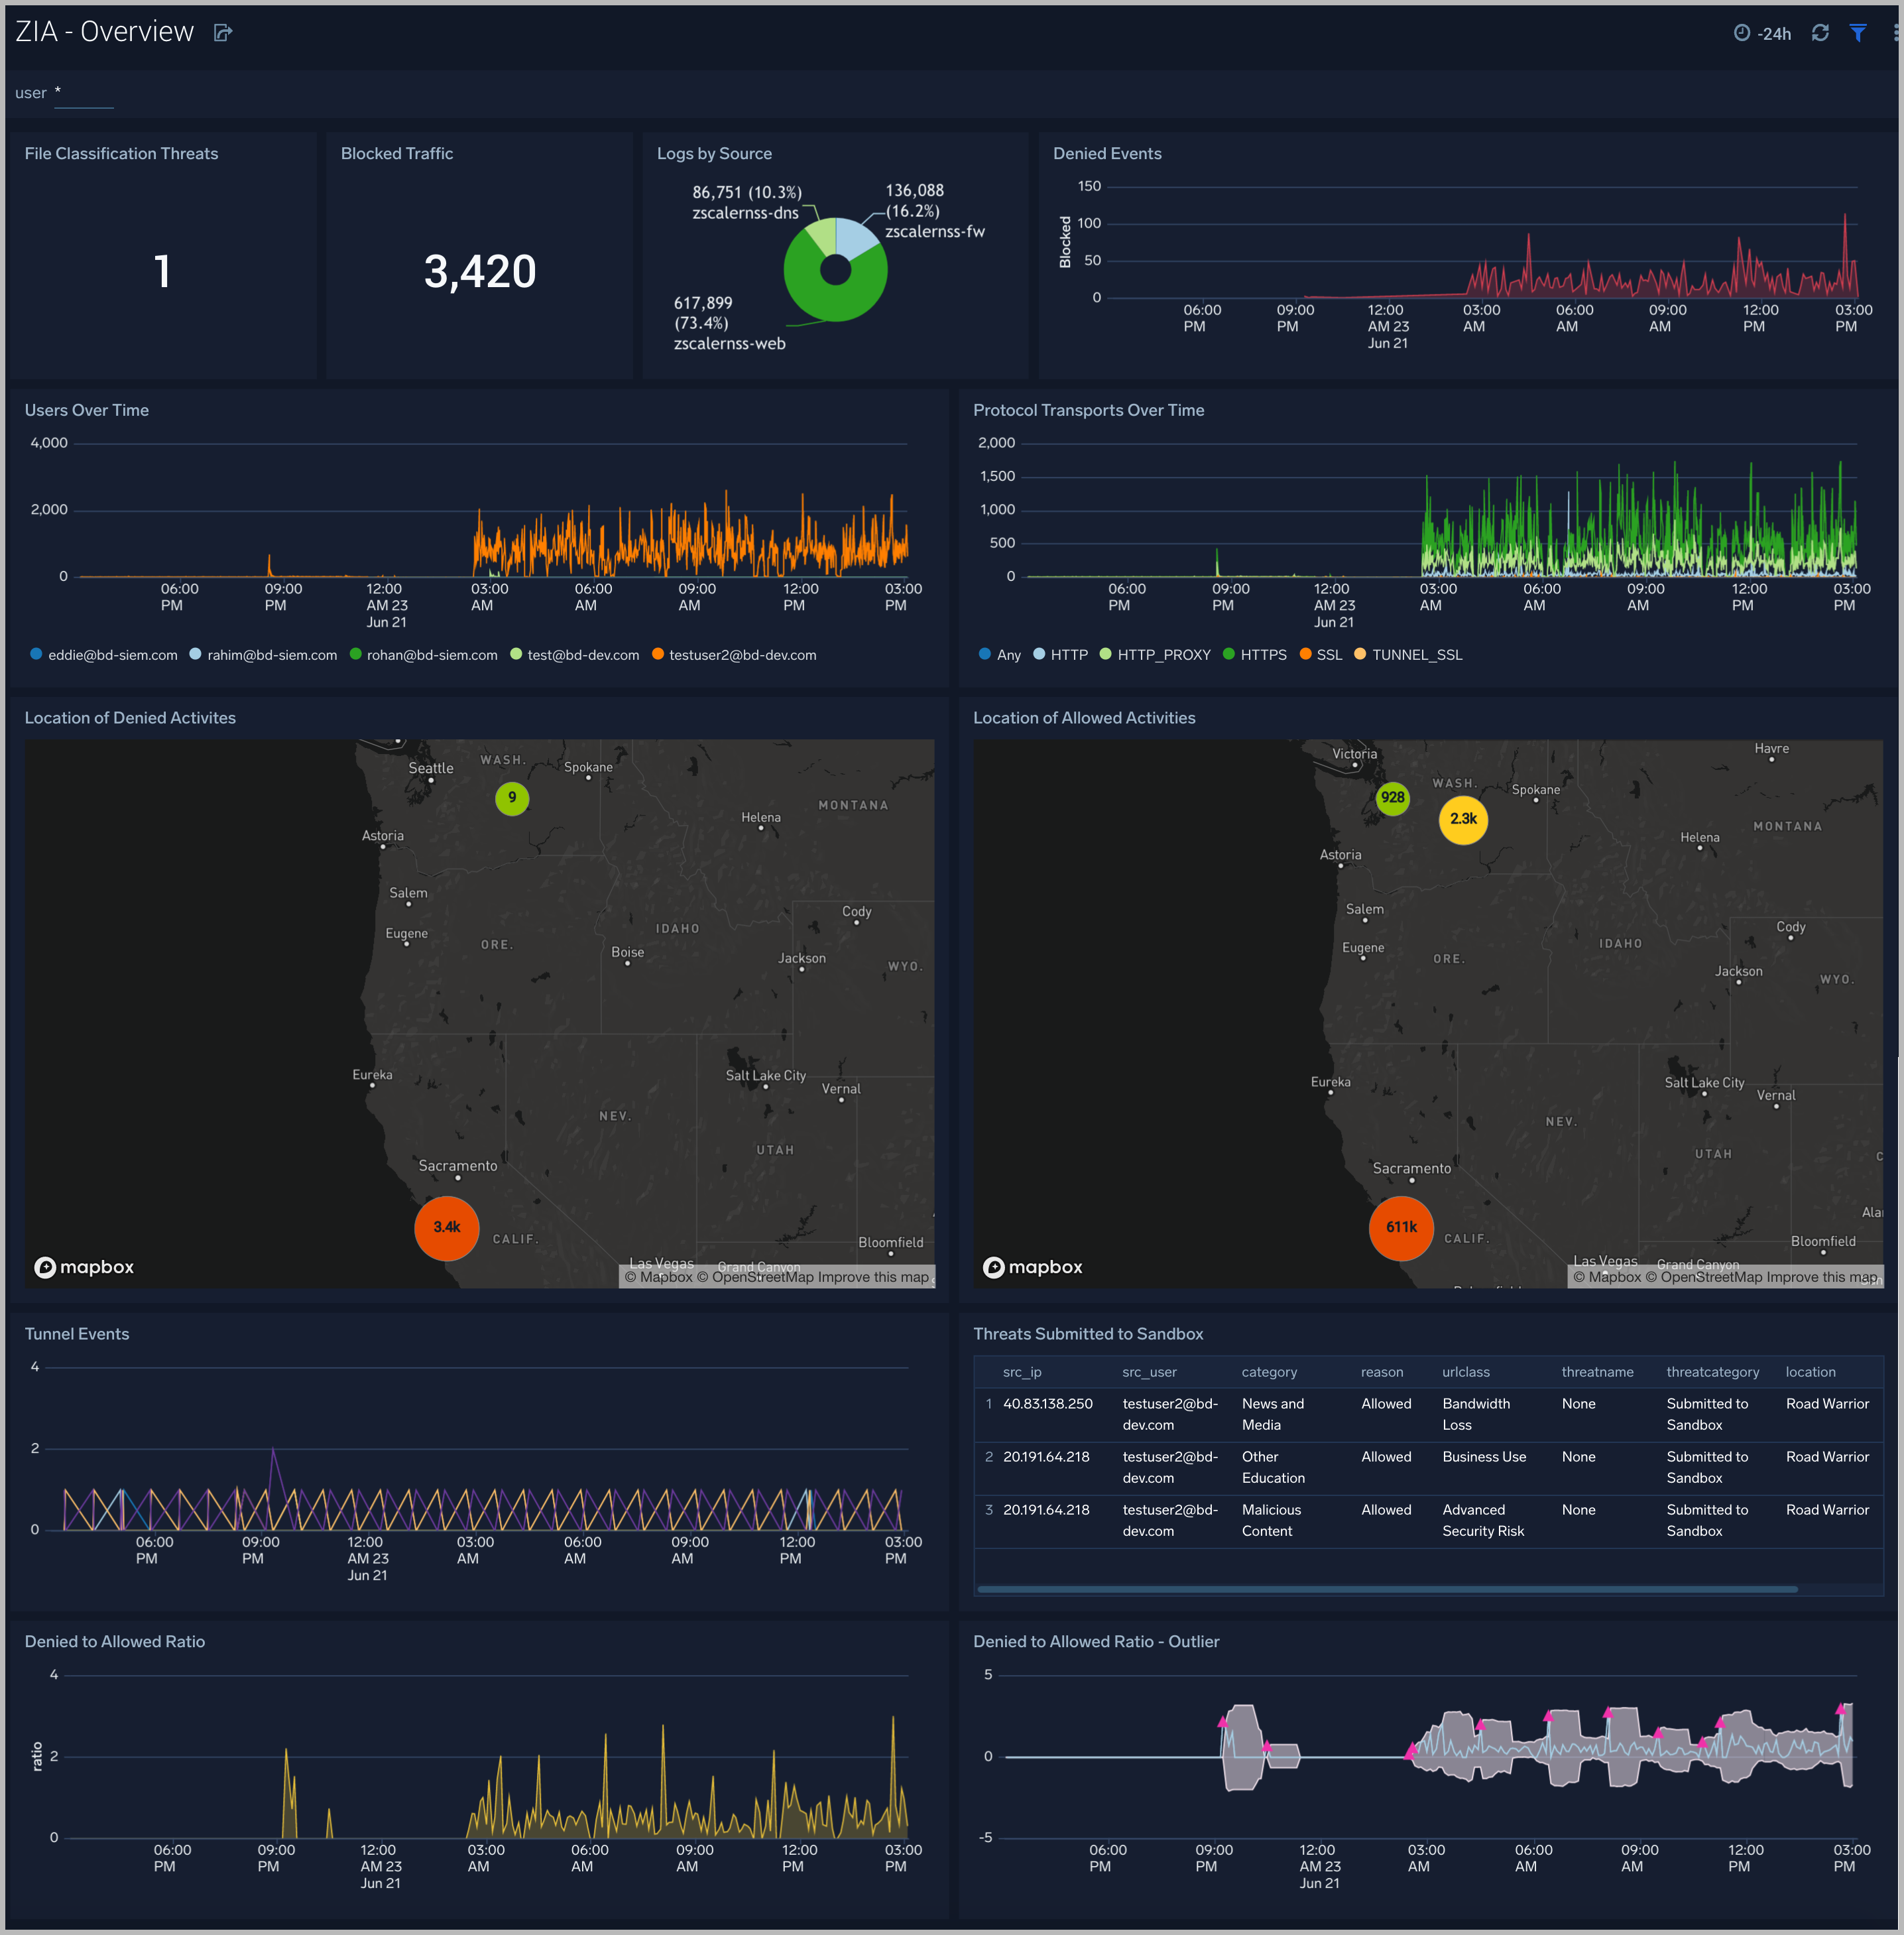 ZIA - Overview
-24h
user *
File Classification Threats
1
Blocked Traffic
3,420
Logs by Source
86,751 (10.3%)
zscalernss-dns
136,088
(16.2%)
zscalernss-fw
617,899
(73.4%)
zscalernss-web
Denied Events
Blocked
150
100
50
0
06:00 PM
09:00 PM
12:00 AM 23 Jun 21
03:00 AM
06:00 AM
09:00 AM
12:00 PM
03:00 PM
Users Over Time
4,000
2,000
0
06:00 PM
09:00 PM
12:00 AM 23 Jun 21
03:00 AM
06:00 AM
09:00 AM
12:00 PM
03:00 PM
eddie@bd-siem.com rahim@bd-siem.com rohan@bd-siem.com test@bd-dev.com testuser2@bd-dev.com
Protocol Transports Over Time
2,000
1,500
1,000
500
0
06:00 PM
09:00 PM
12:00 AM 23 Jun 21
03:00 AM
06:00 AM
09:00 AM
12:00 PM
03:00 PM
Any HTTP HTTP_PROXY HTTPS SSL TUNNEL_SSL
Location of Denied Activites
WASH.
Seattle
Spokane
9
MONTANA
Helena
Astoria
Salem
Cody
Eugene
IDAHO
ORE.
Boise
Jackson
WYO.
Eureka
Salt Lake City
Vernal
NEV.
UTAH
Sacramento
3.4k
CALIF.
Bloomfield
Las Vegas
Grand Canyon
mapbox
© Mapbox © OpenStreetMap Improve this map
Location of Allowed Activities
Havre
Victoria
WASH.
Spokane
928
2.3k
MONTANA
Helena
Astoria
Salem
Cody
Eugene
IDAHO
ORE.
Jackson
WYO.
Eureka
Salt Lake City
Vernal
NEV.
UTAH
Sacramento
611k
CALIF.
Bloomfield
Las Vegas
Grand Canyon
mapbox
© Mapbox © OpenStreetMap Improve this map
Tunnel Events
4
2
0
06:00 PM
09:00 PM
12:00 AM 23 Jun 21
03:00 AM
06:00 AM
09:00 AM
12:00 PM
03:00 PM
Threats Submitted to Sandbox
src_ip src_user category reason urlclass threatname threatcategory location
1 40.83.138.250 testuser2@bd-dev.com News and Media Allowed Bandwidth Loss None Submitted to Sandbox Road Warrior
2 20.191.64.218 testuser2@bd-dev.com Other Education Allowed Business Use None Submitted to Sandbox Road Warrior
3 20.191.64.218 testuser2@bd-dev.com Malicious Content Allowed Advanced Security Risk None Submitted to Sandbox Road Warrior
Denied to Allowed Ratio
ratio
4
2
0
06:00 PM
09:00 PM
12:00 AM 23 Jun 21
03:00 AM
06:00 AM
09:00 AM
12:00 PM
03:00 PM
Denied to Allowed Ratio - Outlier
5
0
-5
06:00 PM
09:00 PM
12:00 AM 23 Jun 21
03:00 AM
06:00 AM
09:00 AM
12:00 PM
03:00 PM